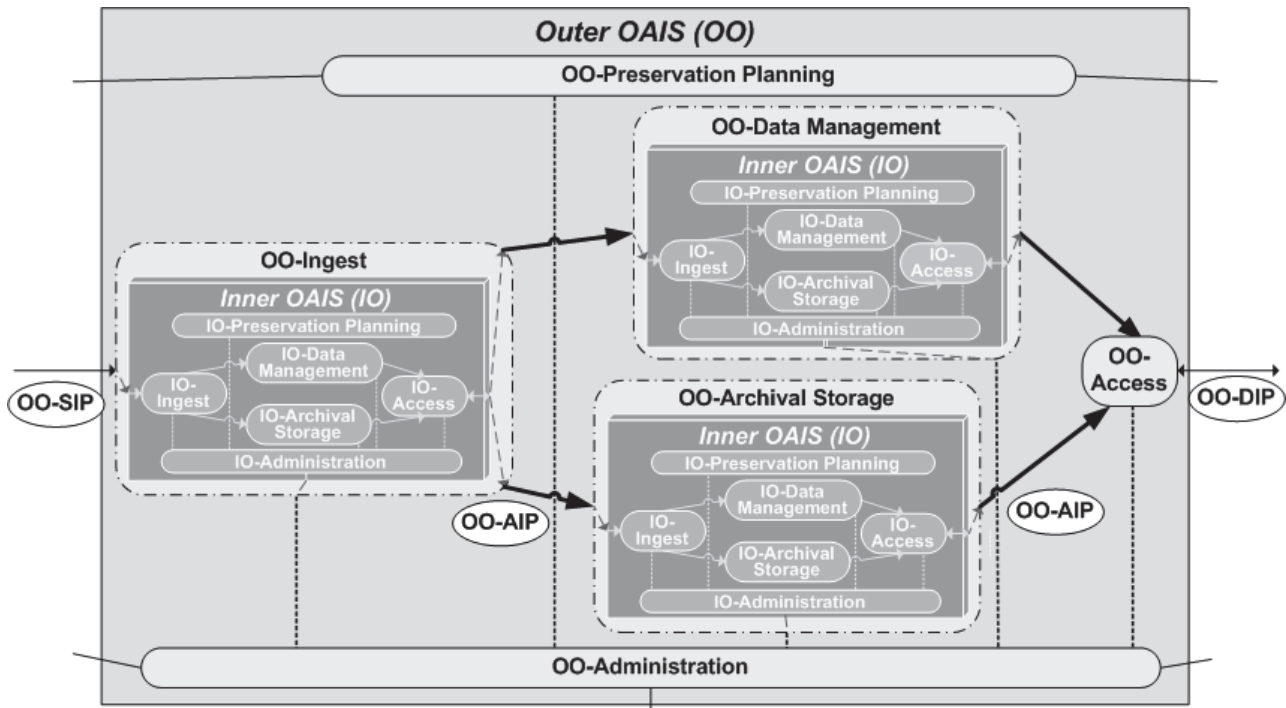 Outer OAIS (OO)
OO-Preservation Planning
OO-Data Management
Inner OAIS (IO)
IO-Preservation Planning
IO-Data
Management
IO-
Ingest
IO-
Access
IO-Archival
Storage
IO-Administration
OO-Ingest
Inner OAIS (IO)
IO-Preservation Planning
IO-Data
Management
IO-
Ingest
IO-
Access
IO-Archival
Storage
IO-Administration
OO-SIP
OO-Archival Storage
Inner OAIS (IO)
IO-Preservation Planning
IO-Data
Management
IO-
Ingest
IO-
Access
IO-Archival
Storage
IO-Administration
OO-AIP
OO-AIP
OO-
Access
OO-DIP
OO-Administration